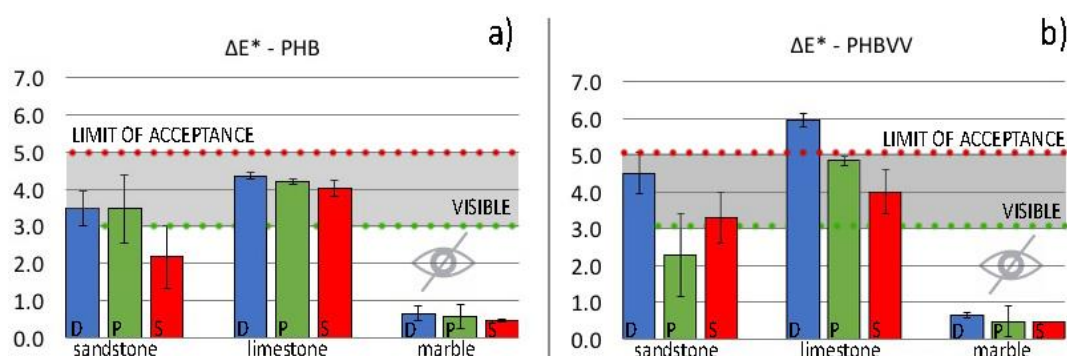 a)
ΔE* - PHB
7.0
6.0
LIMIT OF ACCEPTANCE
5.0
4.0
VISIBLE
3.0
2.0
1.0
0.0
D P S D P S D P S
sandstone limestone marble
b)
ΔE* - PHBVV
7.0
6.0
LIMIT OF ACCEPTANCE
5.0
4.0
VISIBLE
3.0
2.0
1.0
0.0
D P S D P S D P S
sandstone limestone marble